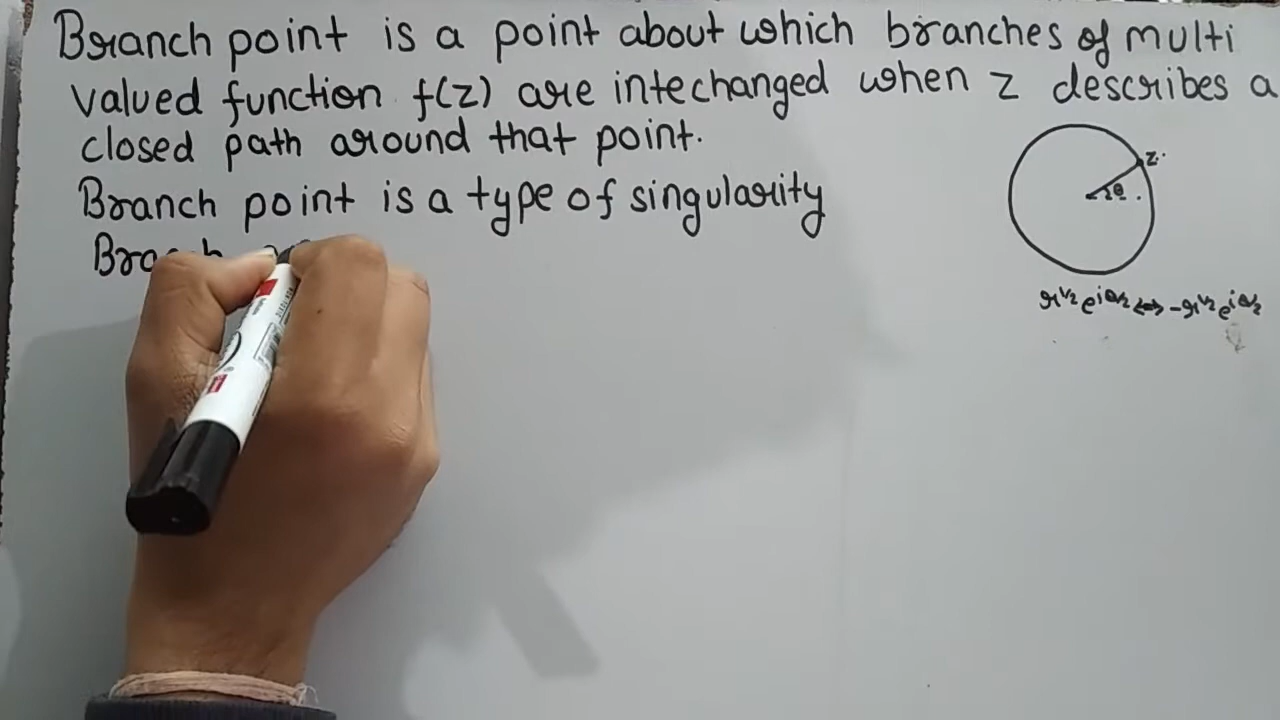 Branch point is a point about which branches of multi
valued function f(z) are intechanged when z describes a
closed path around that point.
z.
θ
r^1/2 e^iθ/2 ⇔ -r^1/2 e^iθ/2
Branch point is a type of singularity